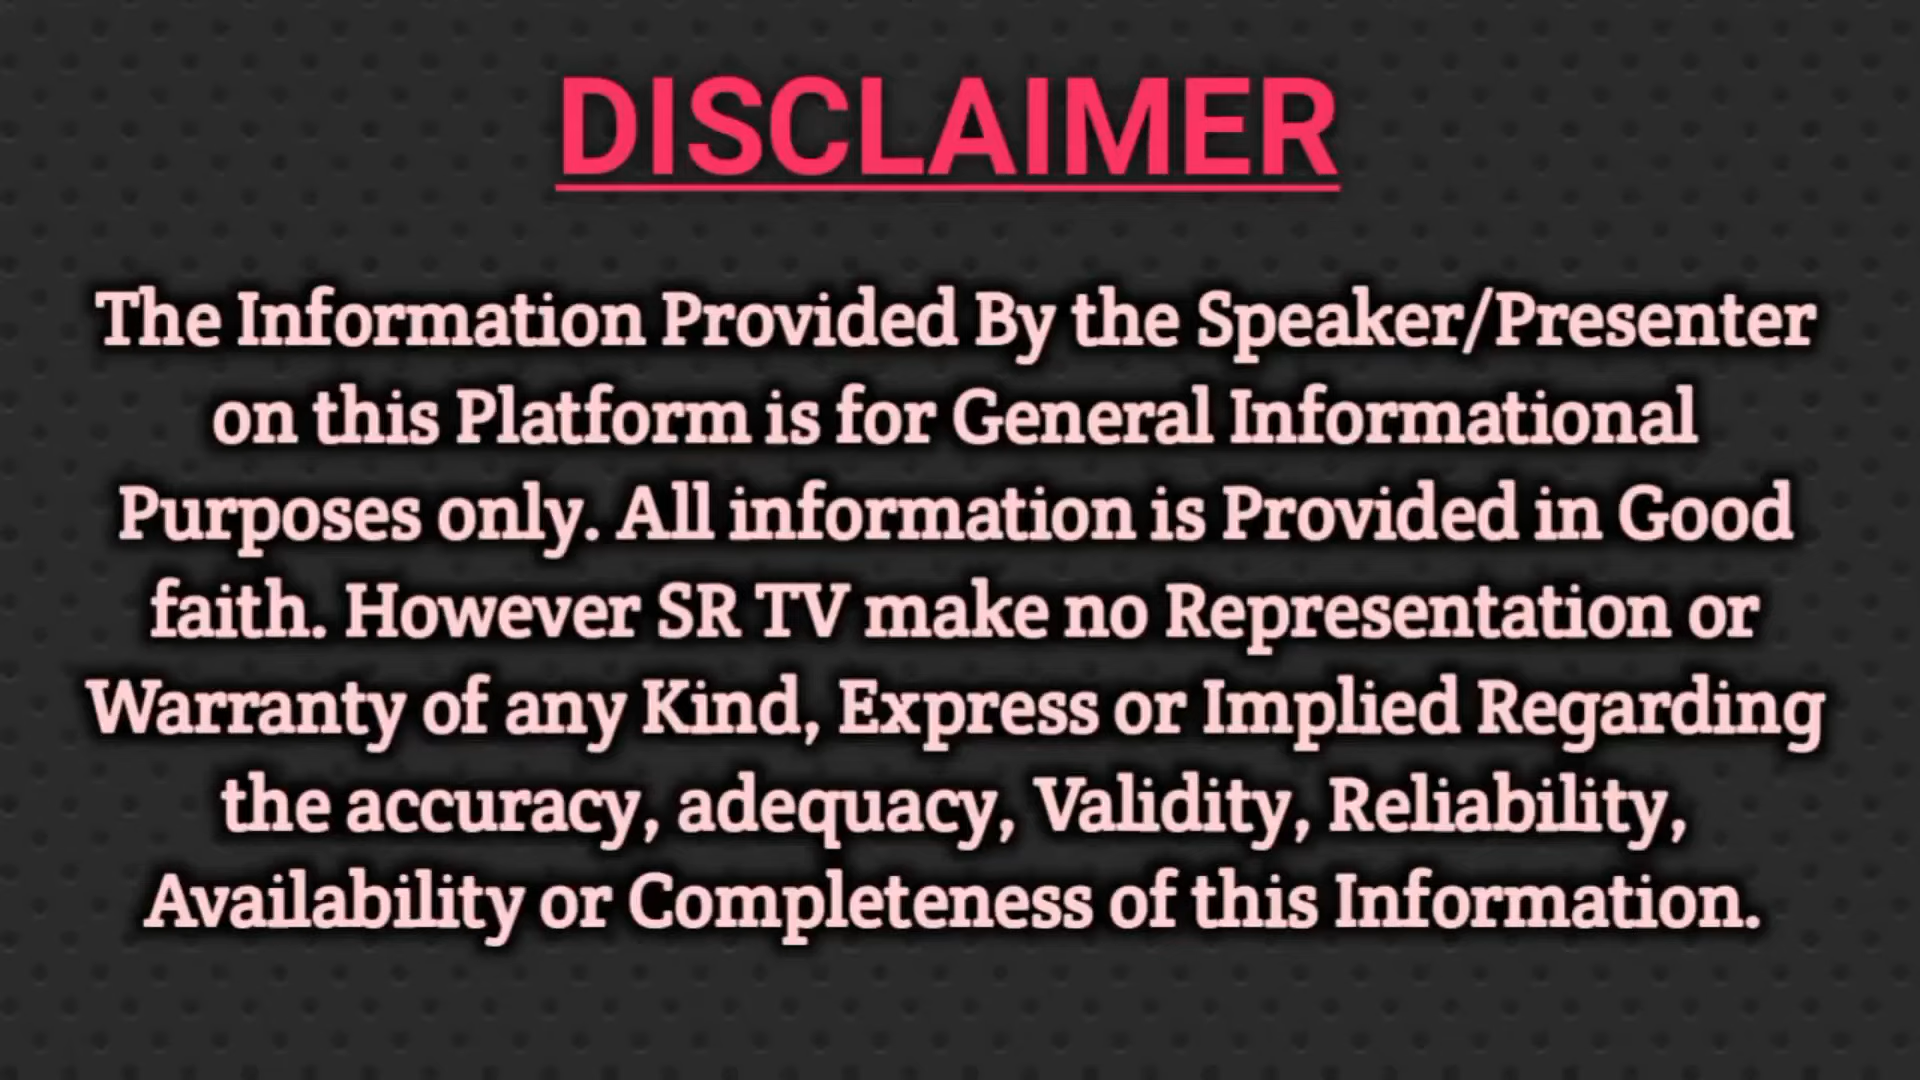 DISCLAIMER
The Information Provided By the Speaker/Presenter
on this Platform is for General Informational
Purposes only. All information is Provided in Good
faith. However SR TV make no Representation or
Warranty of any Kind, Express or Implied Regarding
the accuracy, adequacy, Validity, Reliability,
Availability or Completeness of this Information.